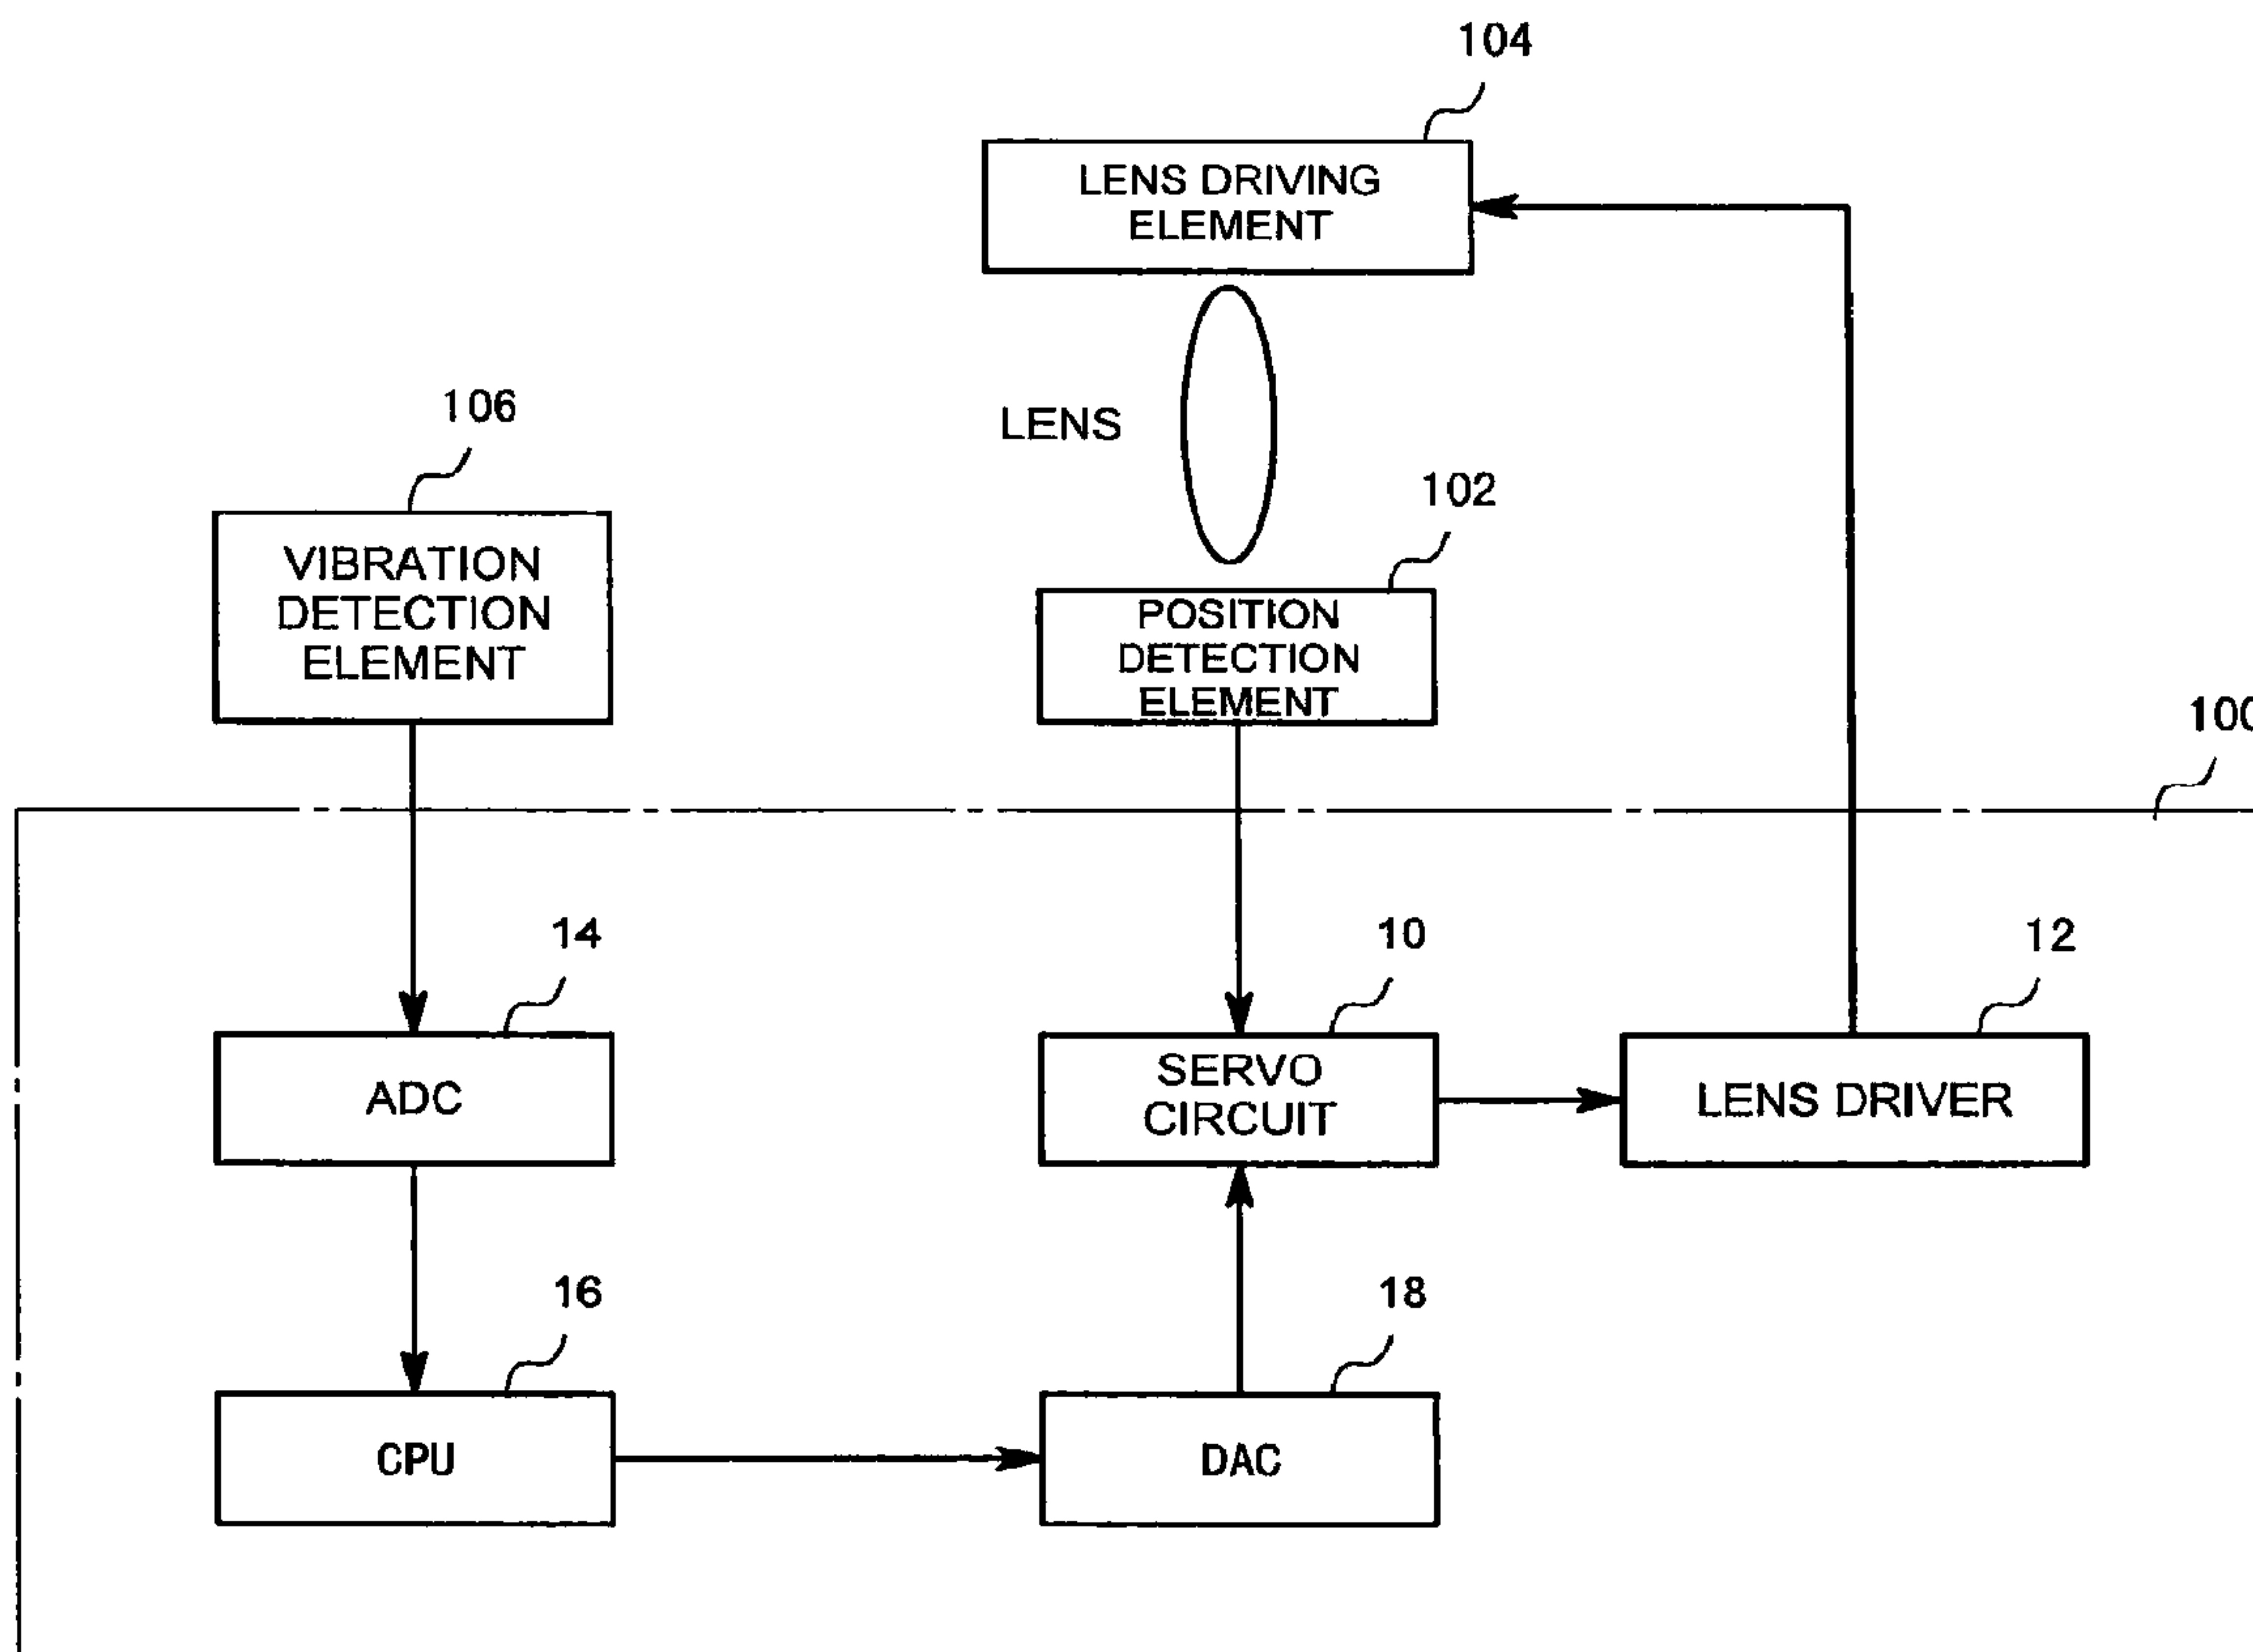 104
LENS DRIVING
ELEMENT
106
LENS
102
VIBRATION
DETECTION
ELEMENT
POSITION
DETECTION
ELEMENT
100
14
10
12
ADC
SERVO
CIRCUIT
LENS DRIVER
16
18
CPU
DAC